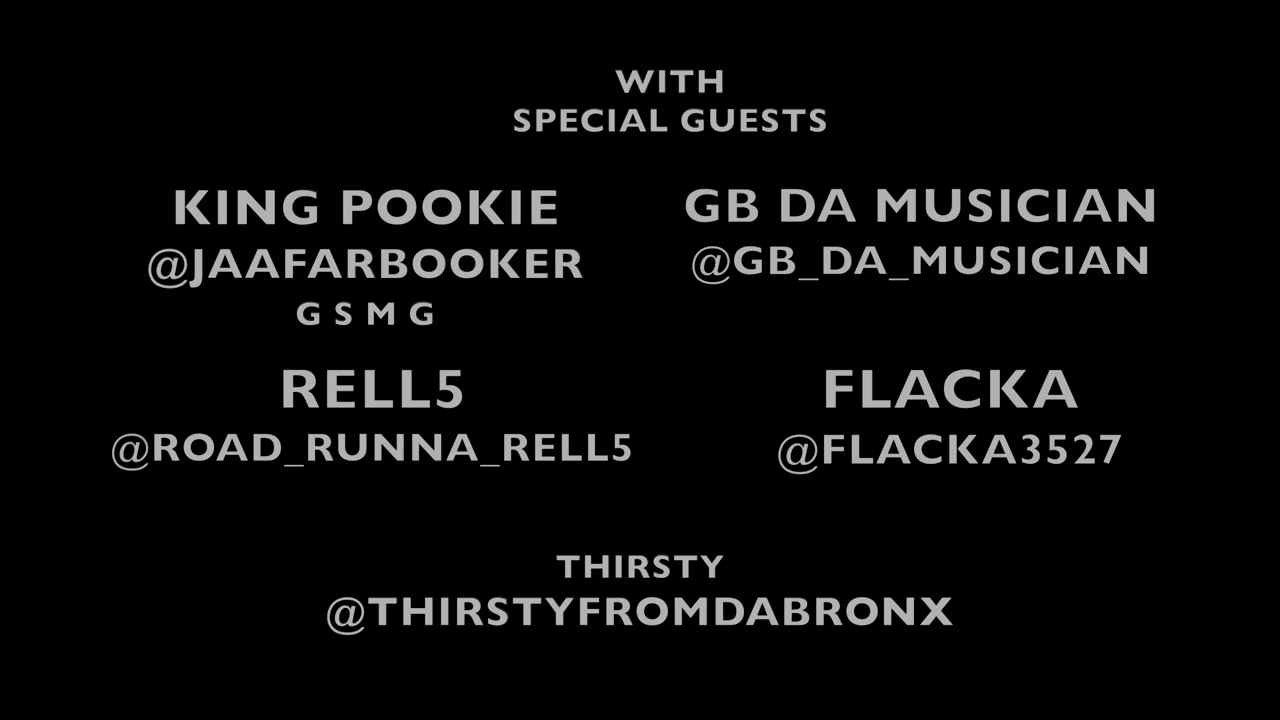 WITH
SPECIAL GUESTS
KING POOKIE
@JAAFARBOOKER
G S M G
GB DA MUSICIAN
@GB_DA_MUSICIAN
RELL5
@ROAD_RUNNA_RELL5
FLACKA
@FLACKA3527
THIRSTY
@THIRSTYFROMDABRONX